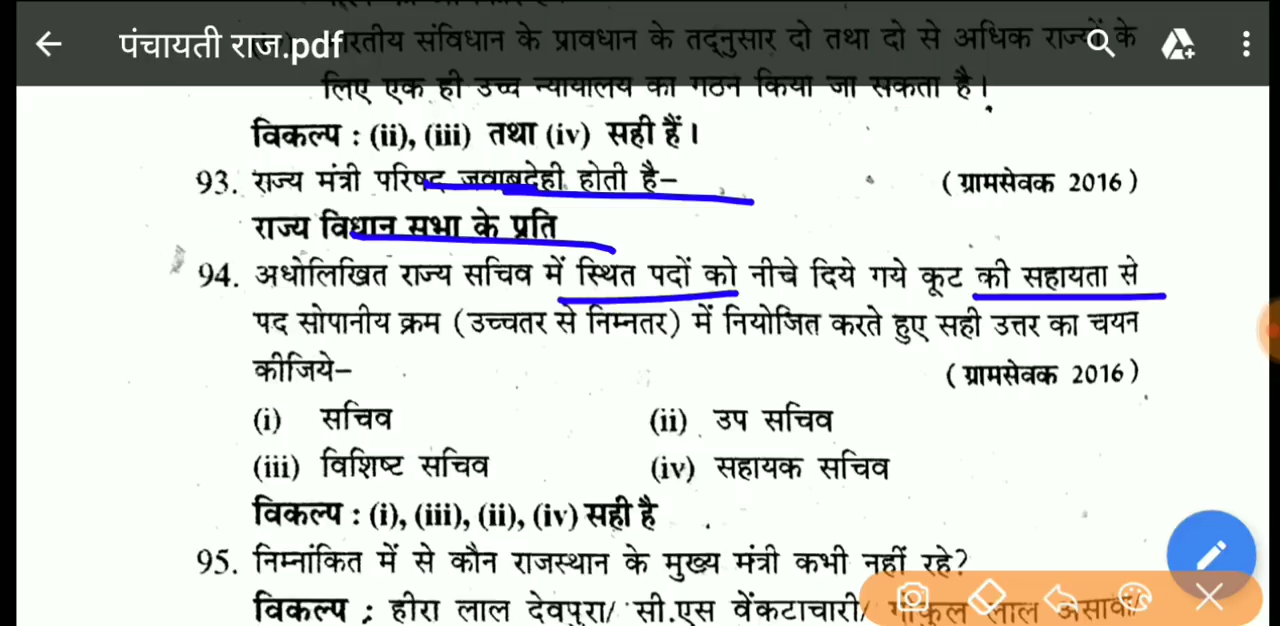 पंचायती राज.pdf
भारतीय संविधान के प्रावधान के तद्नुसार दो तथा दो से अधिक राज्यों के
लिए एक ही उच्च न्यायालय का गठन किया जा सकता है।
विकल्प : (ii), (iii) तथा (iv) सही हैं।
93. राज्य मंत्री परिषद जवाबदेही होती है– (ग्रामसेवक 2016)
राज्य विधान सभा के प्रति
94. अधोलिखित राज्य सचिव में स्थित पदों को नीचे दिये गये कूट की सहायता से
पद सोपानीय क्रम (उच्चतर से निम्नतर) में नियोजित करते हुए सही उत्तर का चयन
कीजिये– (ग्रामसेवक 2016)
(i) सचिव (ii) उप सचिव
(iii) विशिष्ट सचिव (iv) सहायक सचिव
विकल्प : (i), (iii), (ii), (iv) सही है
95. निम्नांकित में से कौन राजस्थान के मुख्य मंत्री कभी नहीं रहे?
विकल्प : हीरा लाल देवपुरा/ सी.एस वेंकटाचारी/ लाल